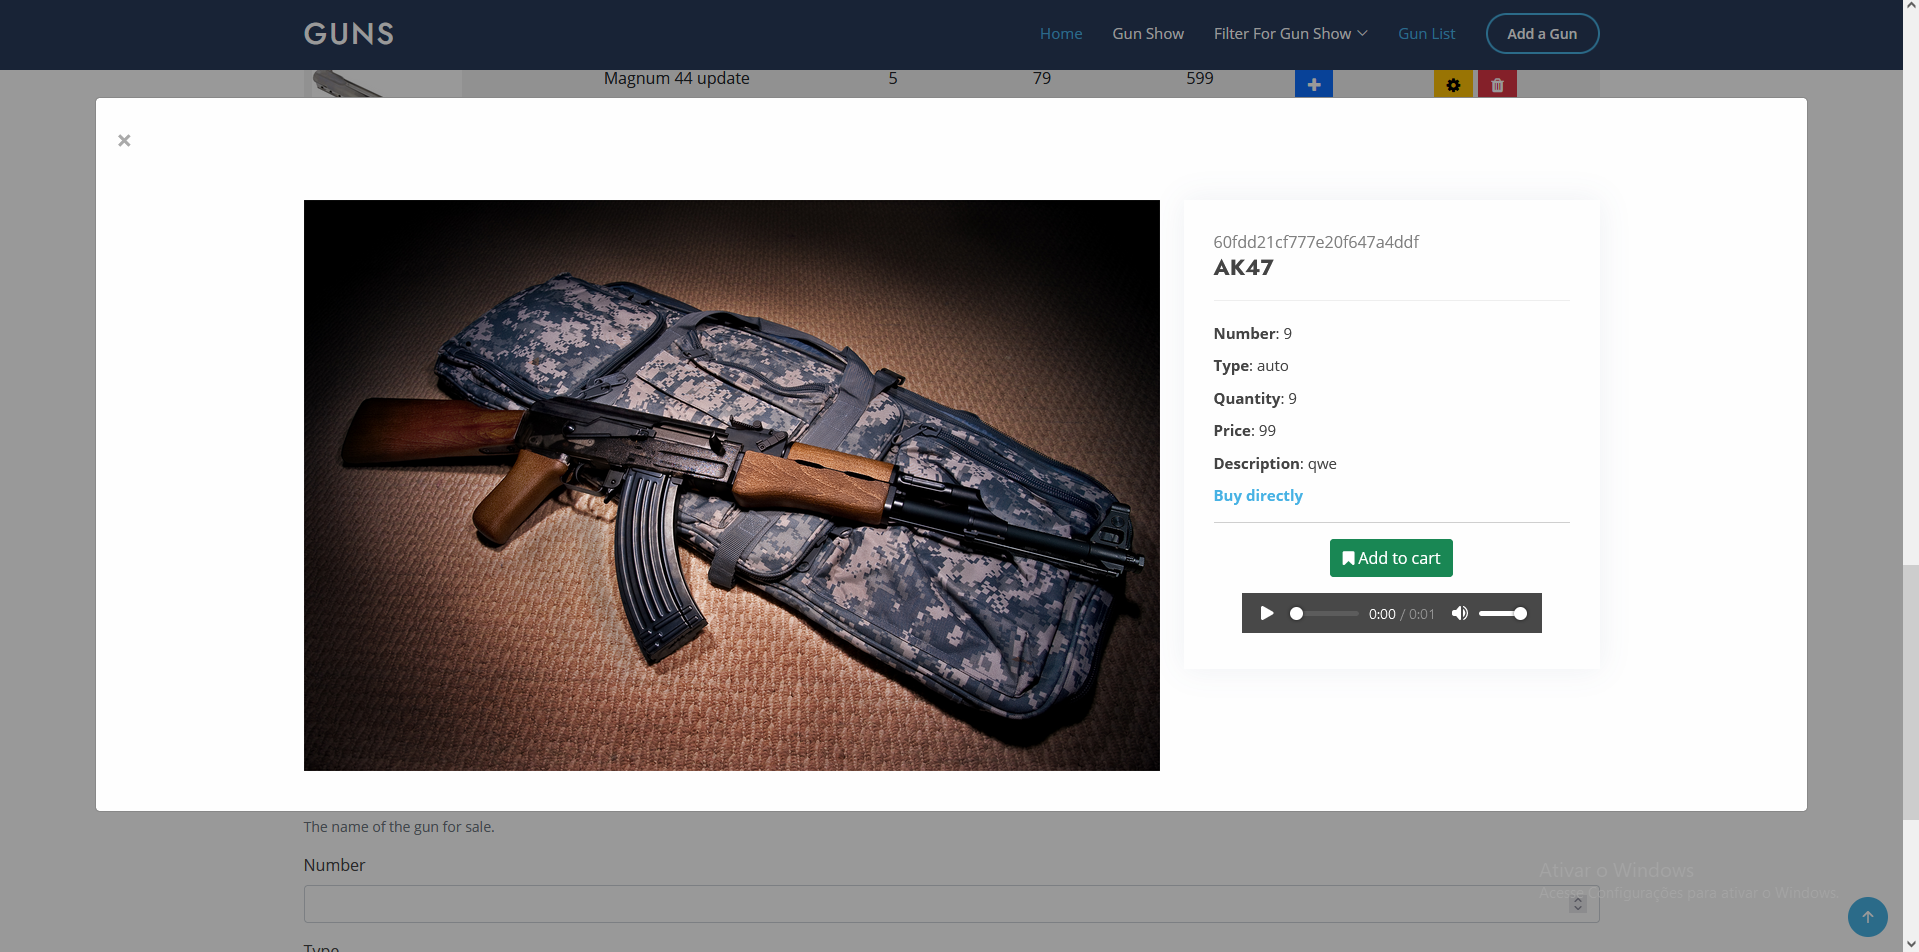 GUNS
Home
Gun Show
Filter For Gun Show
Gun List
Add a Gun
Magnum 44 update 5 79 599
×
60fdd21cf777e20f647a4ddf
AK47
Number: 9
Type: auto
Quantity: 9
Price: 99
Description: qwe
Buy directly
Add to cart
0:00 / 0:01
The name of the gun for sale.
Number
Type
Ativar o Windows
Acesse Configurações para ativar o Windows.